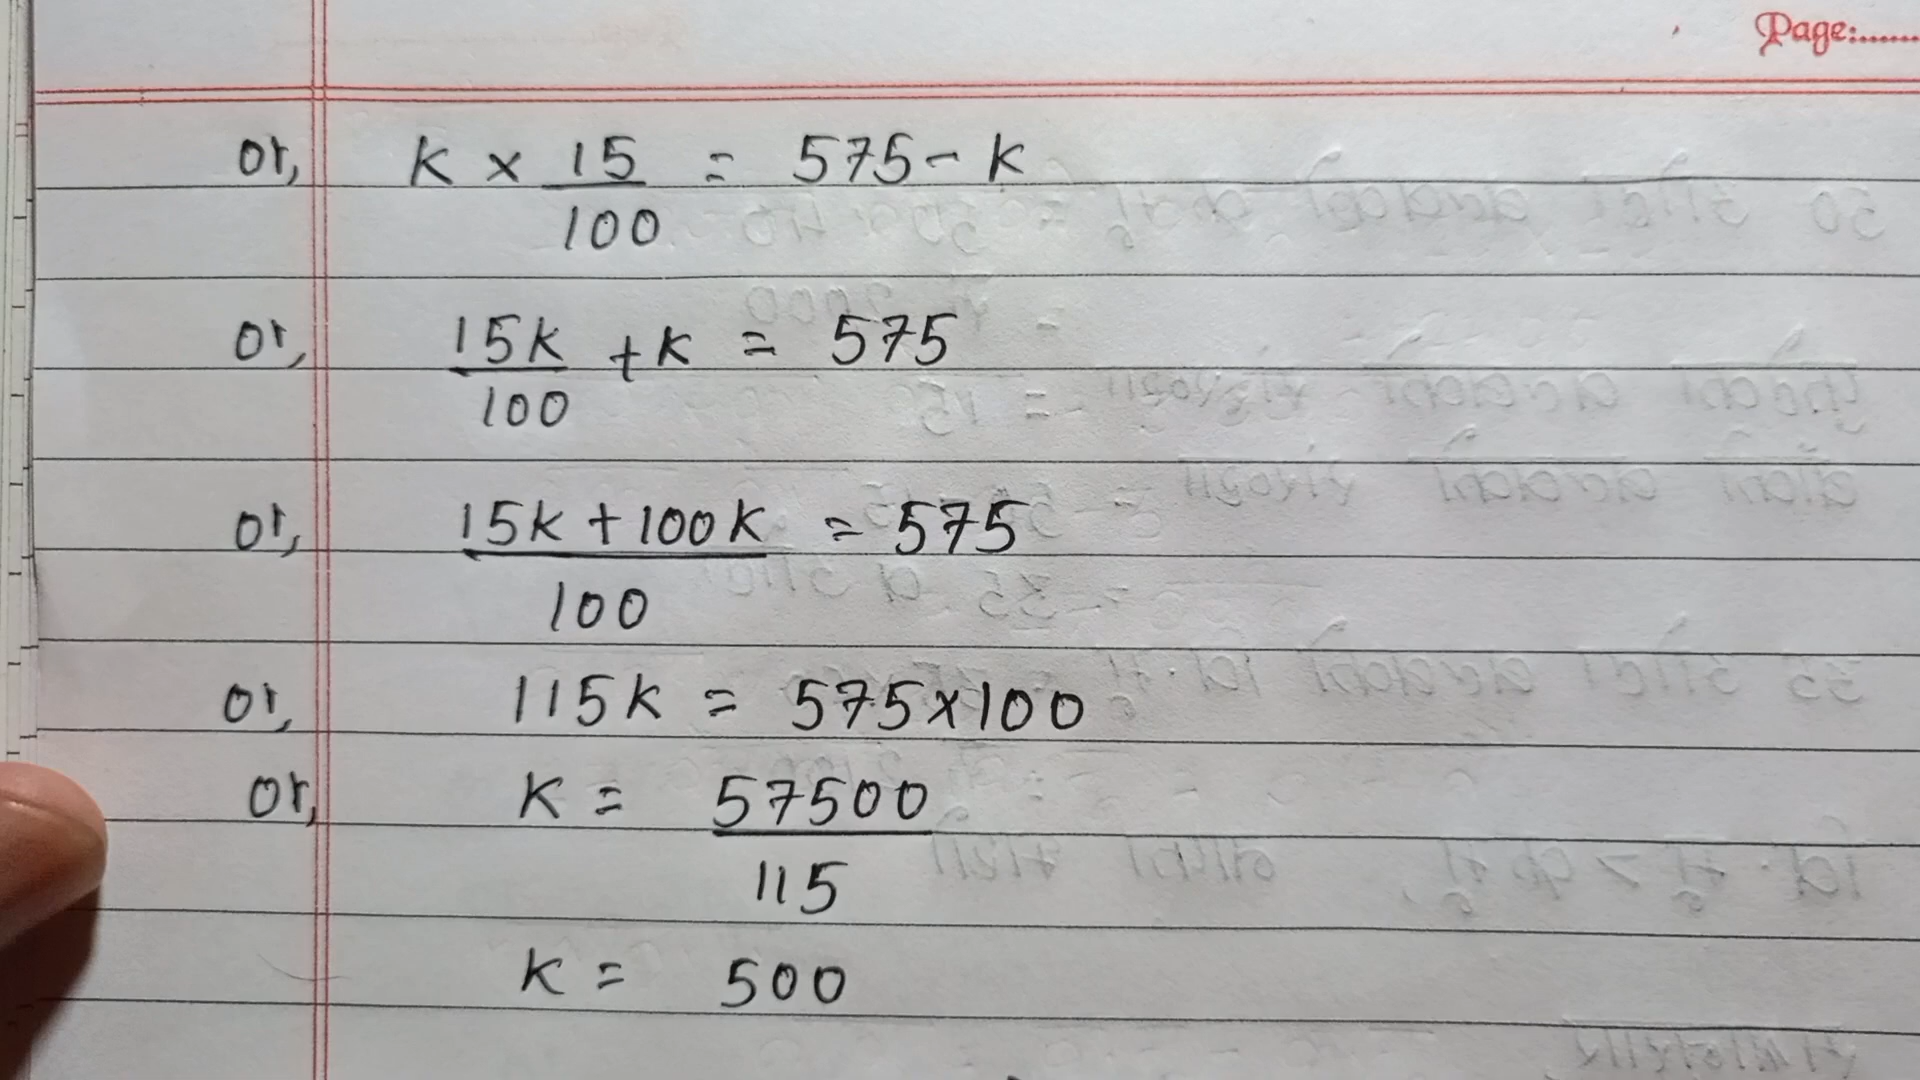 Page:.......
or, K × 15/100 = 575 - K
or, 15K/100 + K = 575
or, 15K + 100K/100 = 575
or, 115K = 575 × 100
or, K = 57500/115
K = 500